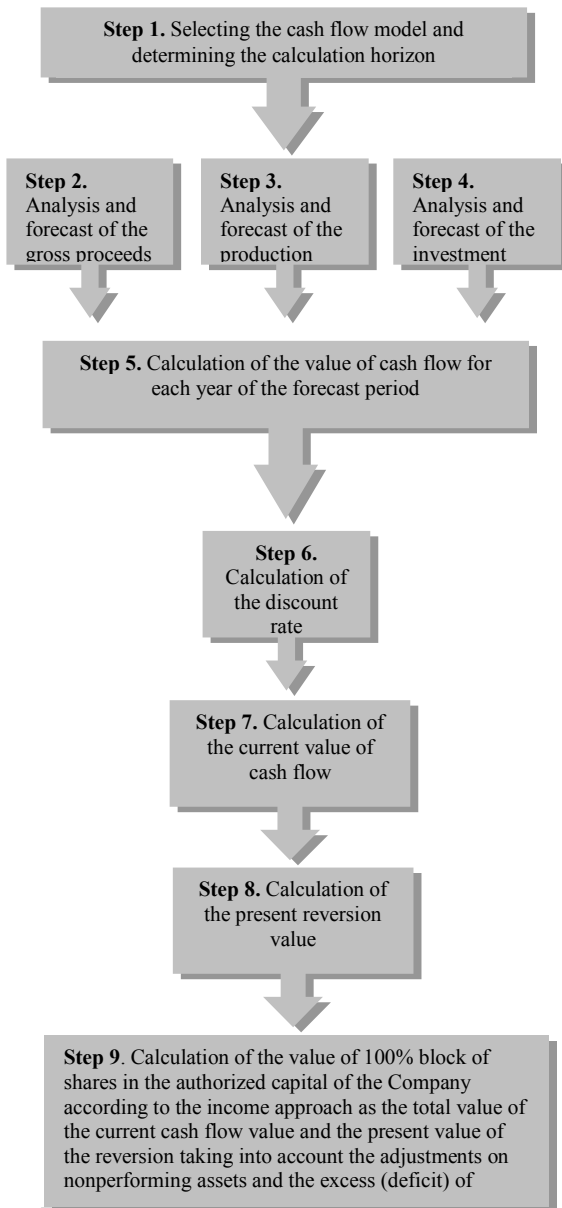 Step 1. Selecting the cash flow model and
determining the calculation horizon
Step 2.
Analysis and
forecast of the
gross proceeds
Step 3.
Analysis and
forecast of the
production
Step 4.
Analysis and
forecast of the
investment
Step 5. Calculation of the value of cash flow for
each year of the forecast period
Step 6.
Calculation of
the discount
rate
Step 7. Calculation of
the current value of
cash flow
Step 8. Calculation of
the present reversion
value
Step 9. Calculation of the value of 100% block of
shares in the authorized capital of the Company
according to the income approach as the total value of
the current cash flow value and the present value of
the reversion taking into account the adjustments on
nonperforming assets and the excess (deficit) of